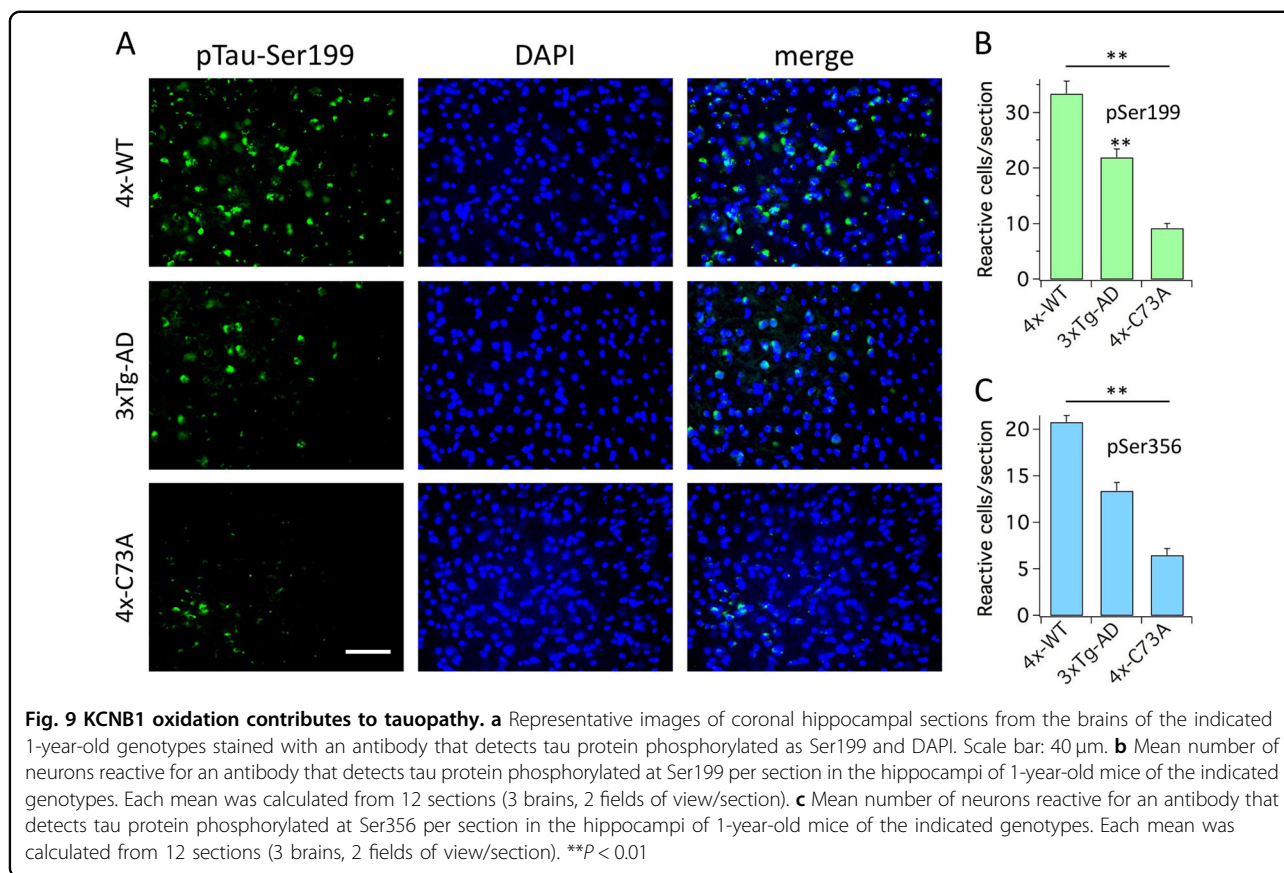 A
pTau-Ser199
DAPI
merge
4x-WT
3xTg-AD
4x-C73A
B
**
pSer199
**
Reactive cells/section
30
20
10
0
4x-WT
3xTg-AD
4x-C73A
C
**
pSer356
Reactive cells/section
20
15
10
5
0
4x-WT
3xTg-AD
4x-C73A
Fig. 9 KCNB1 oxidation contributes to tauopathy. a Representative images of coronal hippocampal sections from the brains of the indicated
1-year-old genotypes stained with an antibody that detects tau protein phosphorylated as Ser199 and DAPI. Scale bar: 40 μm. b Mean number of
neurons reactive for an antibody that detects tau protein phosphorylated at Ser199 per section in the hippocampi of 1-year-old mice of the indicated
genotypes. Each mean was calculated from 12 sections (3 brains, 2 fields of view/section). c Mean number of neurons reactive for an antibody that
detects tau protein phosphorylated at Ser356 per section in the hippocampi of 1-year-old mice of the indicated genotypes. Each mean was
calculated from 12 sections (3 brains, 2 fields of view/section). **P < 0.01